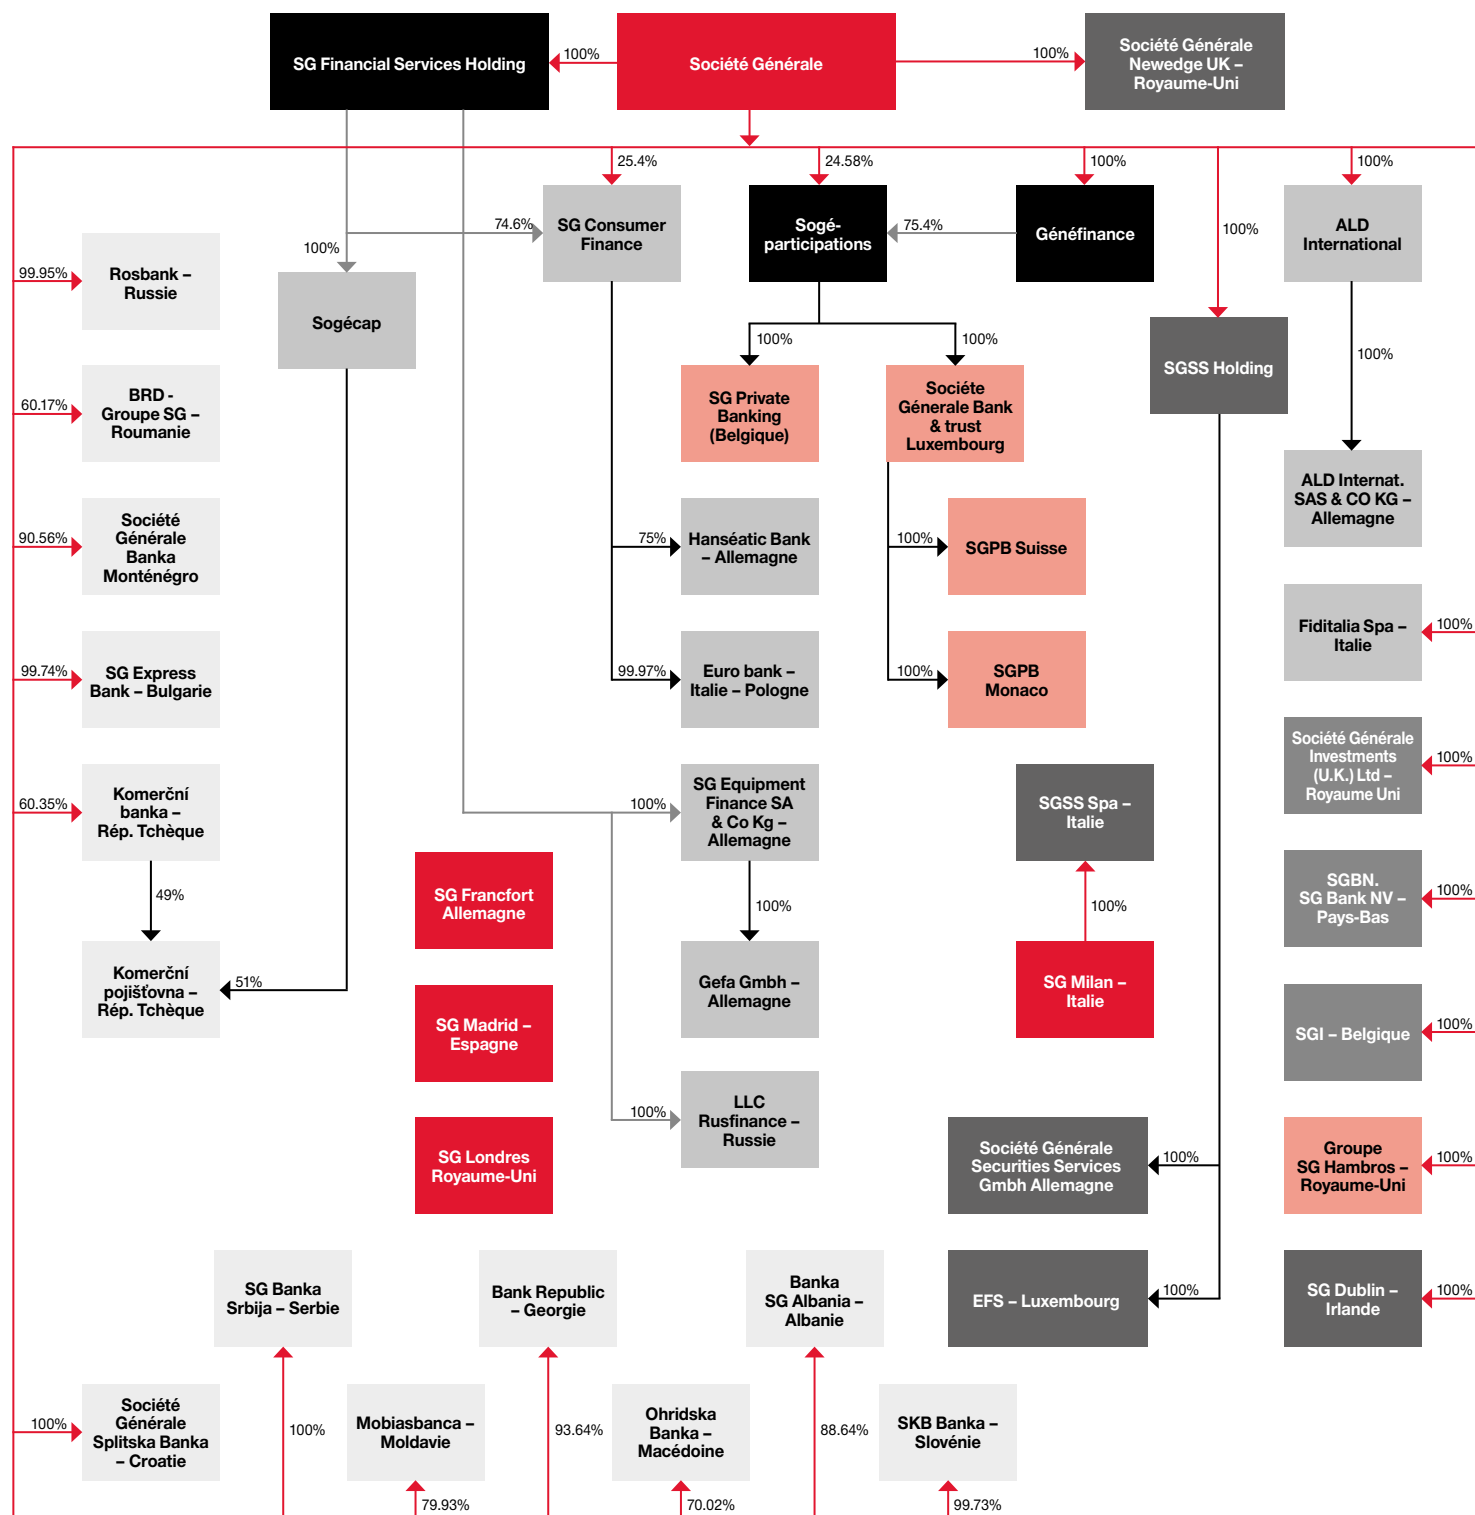 SG Financial Services Holding
100%
Société Générale
100%
Société Générale
Newedge UK –
Royaume-Uni
25.4%
24.58%
100%
100%
100%
74.6%
SG Consumer
Finance
Sogé-
participations
75.4%
Généfinance
ALD
International
100%
99.95%
Rosbank –
Russie
Sogécap
100%
100%
100%
SGSS Holding
60.17%
BRD -
Groupe SG –
Roumanie
SG Private
Banking
(Belgique)
Sociéte
Génerale Bank
& trust
Luxembourg
ALD Internat.
SAS & CO KG –
Allemagne
90.56%
Société
Générale
Banka
Monténégro
75%
Hanséatic Bank
– Allemagne
100%
SGPB Suisse
Fiditalia Spa –
Italie
100%
99.74%
SG Express
Bank – Bulgarie
99.97%
Euro bank –
Italie – Pologne
100%
SGPB
Monaco
Société Générale
Investments
(U.K.) Ltd –
Royaume Uni
100%
60.35%
Komerční
banka –
Rép. Tchèque
100%
SG Equipment
Finance SA
& Co Kg –
Allemagne
SGSS Spa –
Italie
49%
SG Francfort
Allemagne
100%
100%
SGBN.
SG Bank NV –
Pays-Bas
100%
Komerční
pojišťovna –
Rép. Tchèque
51%
Gefa Gmbh –
Allemagne
SG Milan –
Italie
SG Madrid –
Espagne
SGI – Belgique
100%
100%
LLC
Rusfinance –
Russie
SG Londres
Royaume-Uni
Société Générale
Securities Services
Gmbh Allemagne
100%
Groupe
SG Hambros –
Royaume-Uni
100%
SG Banka
Srbija – Serbie
Bank Republic
– Georgie
Banka
SG Albania –
Albanie
EFS – Luxembourg
100%
SG Dublin –
Irlande
100%
100%
Société
Générale
Splitska Banka
– Croatie
100%
Mobiasbanca –
Moldavie
93.64%
Ohridska
Banka –
Macédoine
88.64%
SKB Banka –
Slovénie
79.93%
70.02%
99.73%